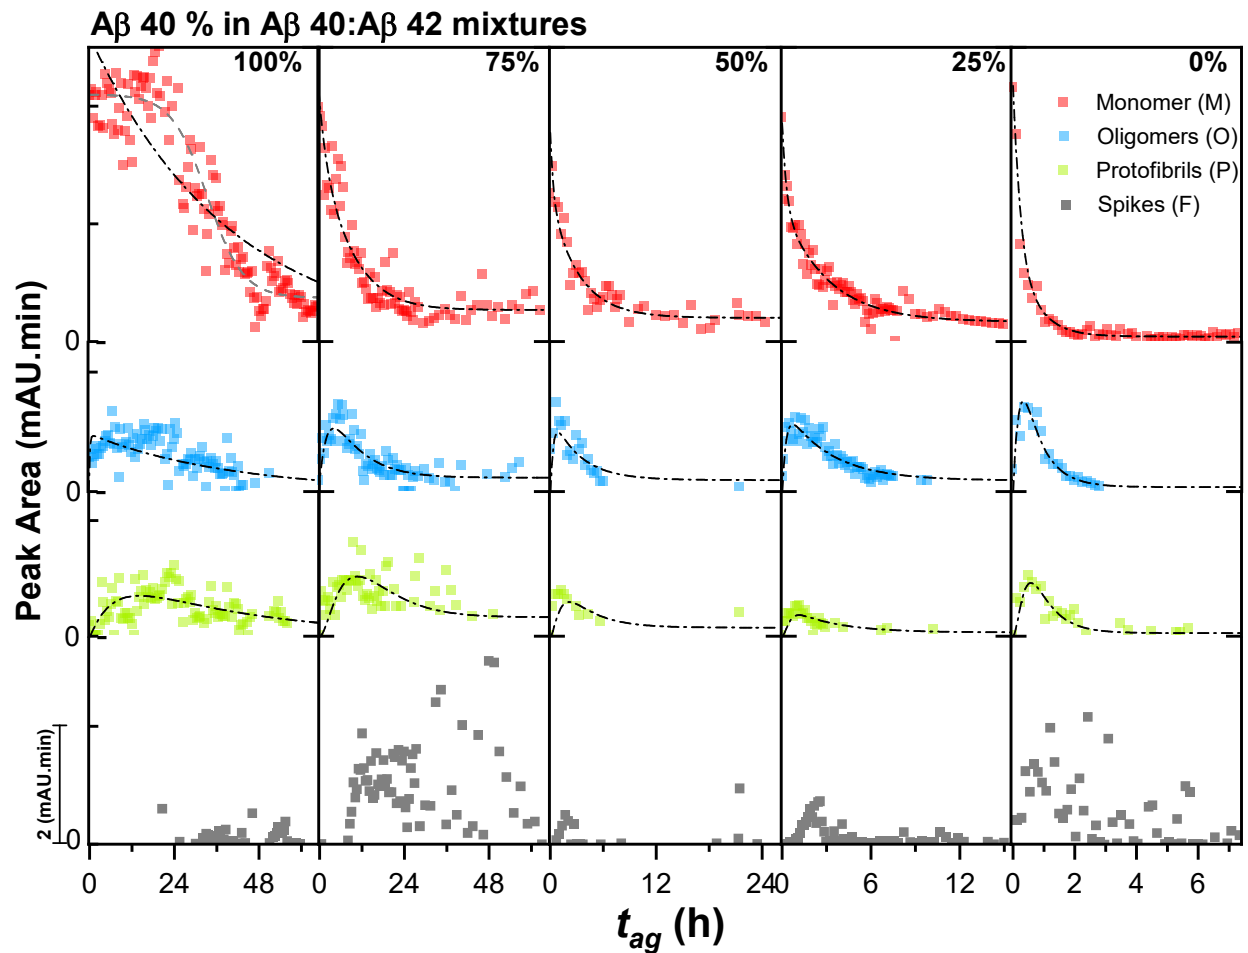 Aβ 40 % in Aβ 40:Aβ 42 mixtures
100% 75% 50% 25% 0%
Monomer (M)
Oligomers (O)
Protofibrils (P)
Spikes (F)
Peak Area (mAU.min)
0
0
0
2 (mAU.min)
0
0 24 48 0 24 48 0 12 24 0 6 12 0 2 4 6
t_ag (h)